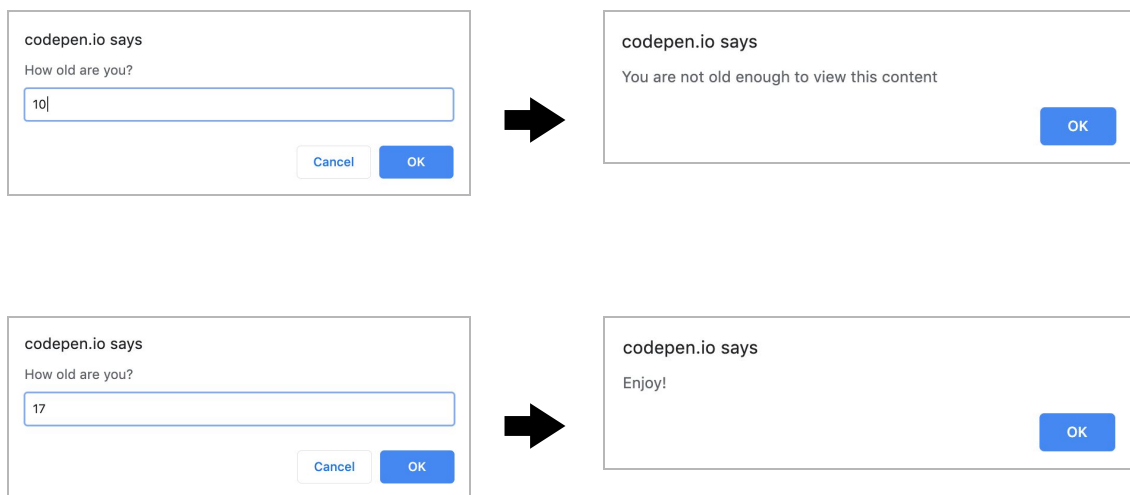 codepen.io says
How old are you?
10
Cancel OK
codepen.io says
You are not old enough to view this content
OK
codepen.io says
How old are you?
17
Cancel OK
codepen.io says
Enjoy!
OK